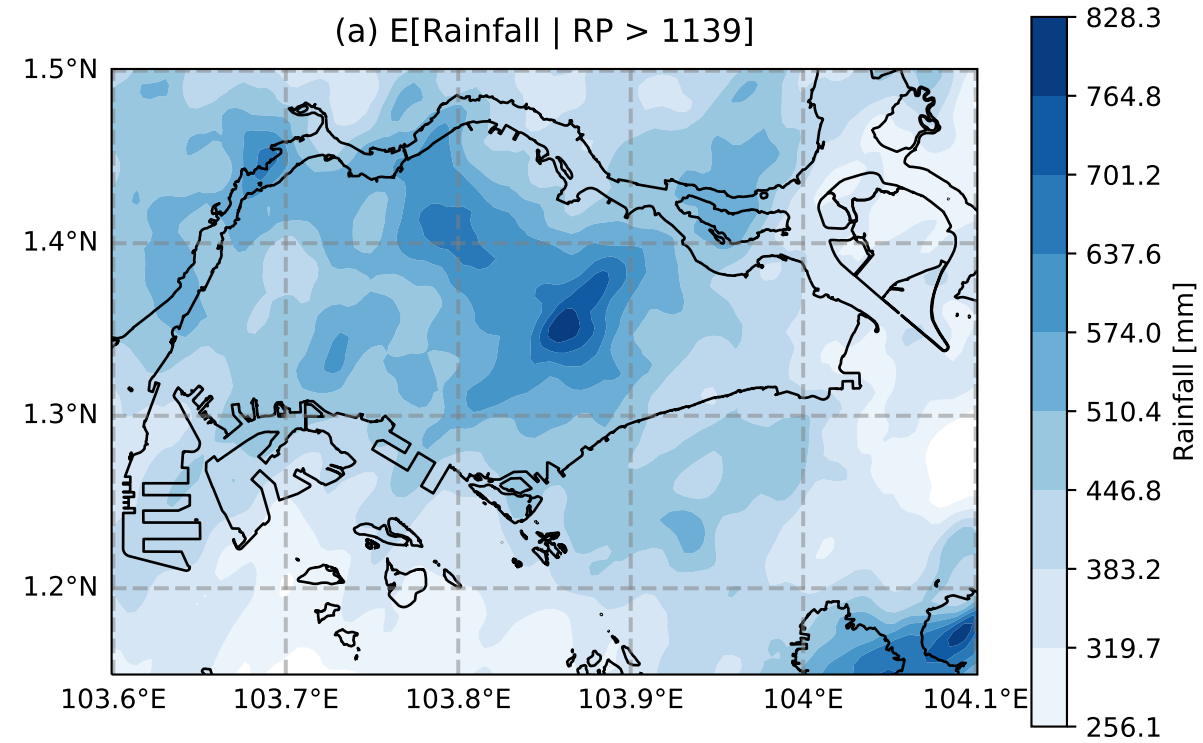 (a) E[Rainfall | RP > 1139]
1.5°N
1.4°N
1.3°N
1.2°N
103.6°E
103.7°E
103.8°E
103.9°E
104°E
104.1°E
828.3
764.8
701.2
637.6
574.0
510.4
446.8
383.2
319.7
256.1
Rainfall [mm]